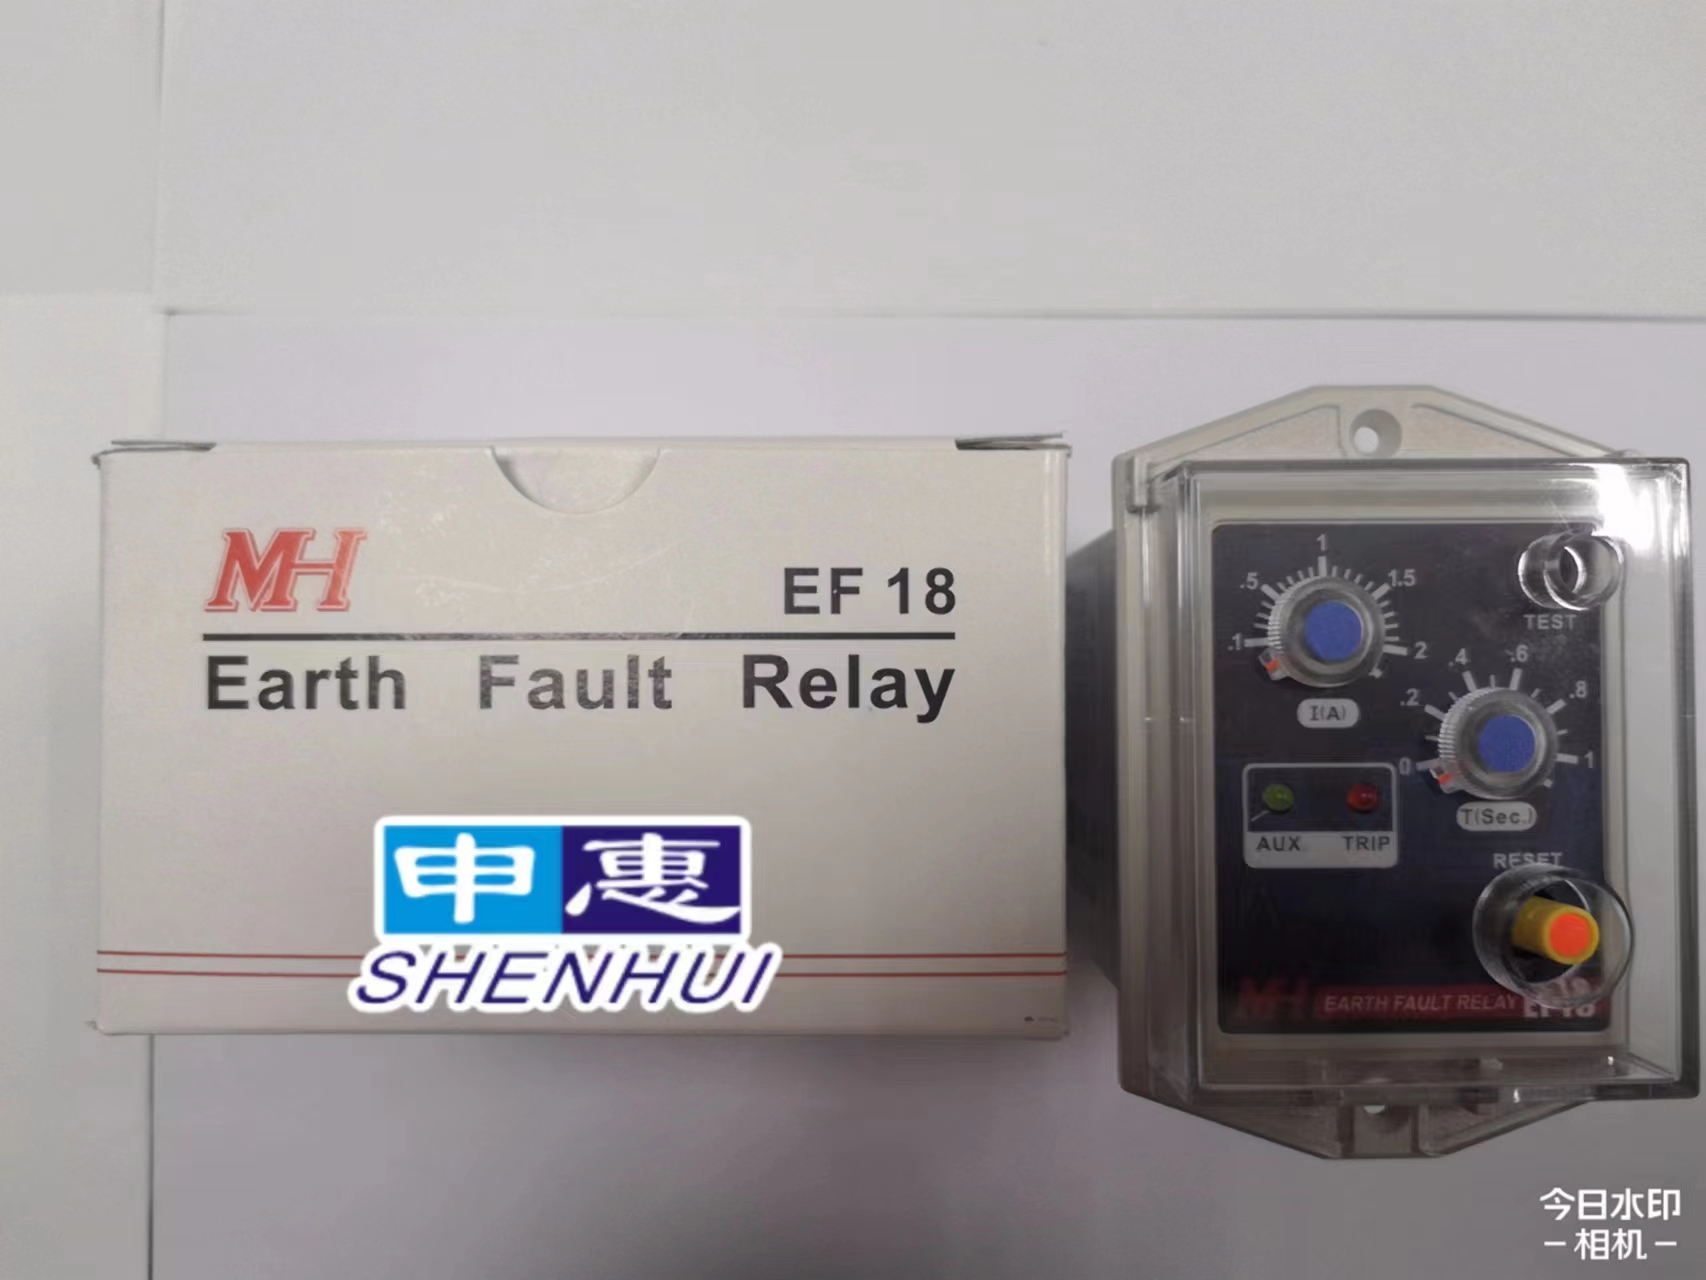 MH
EF 18
Earth Fault Relay
申惠
SHENHUI
1
.5
1.5
.1
2
I(A)
TEST
.4
.6
.2
.8
0
1
T(Sec.)
AUX
TRIP
RESET
MH EARTH FAULT RELAY EF18
今日水印
-相机-